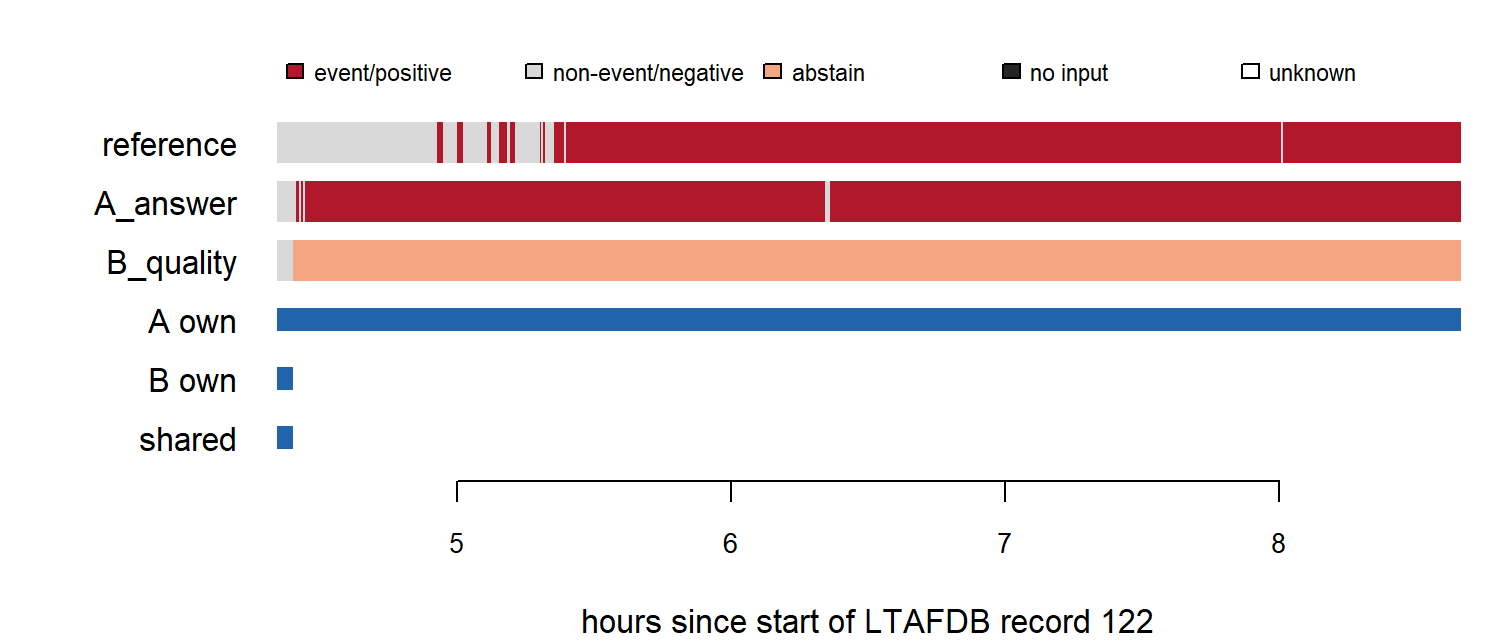 event/positive non-event/negative abstain no input unknown
reference
A_answer
B_quality
A own
B own
shared
5 6 7 8
hours since start of LTAFDB record 122